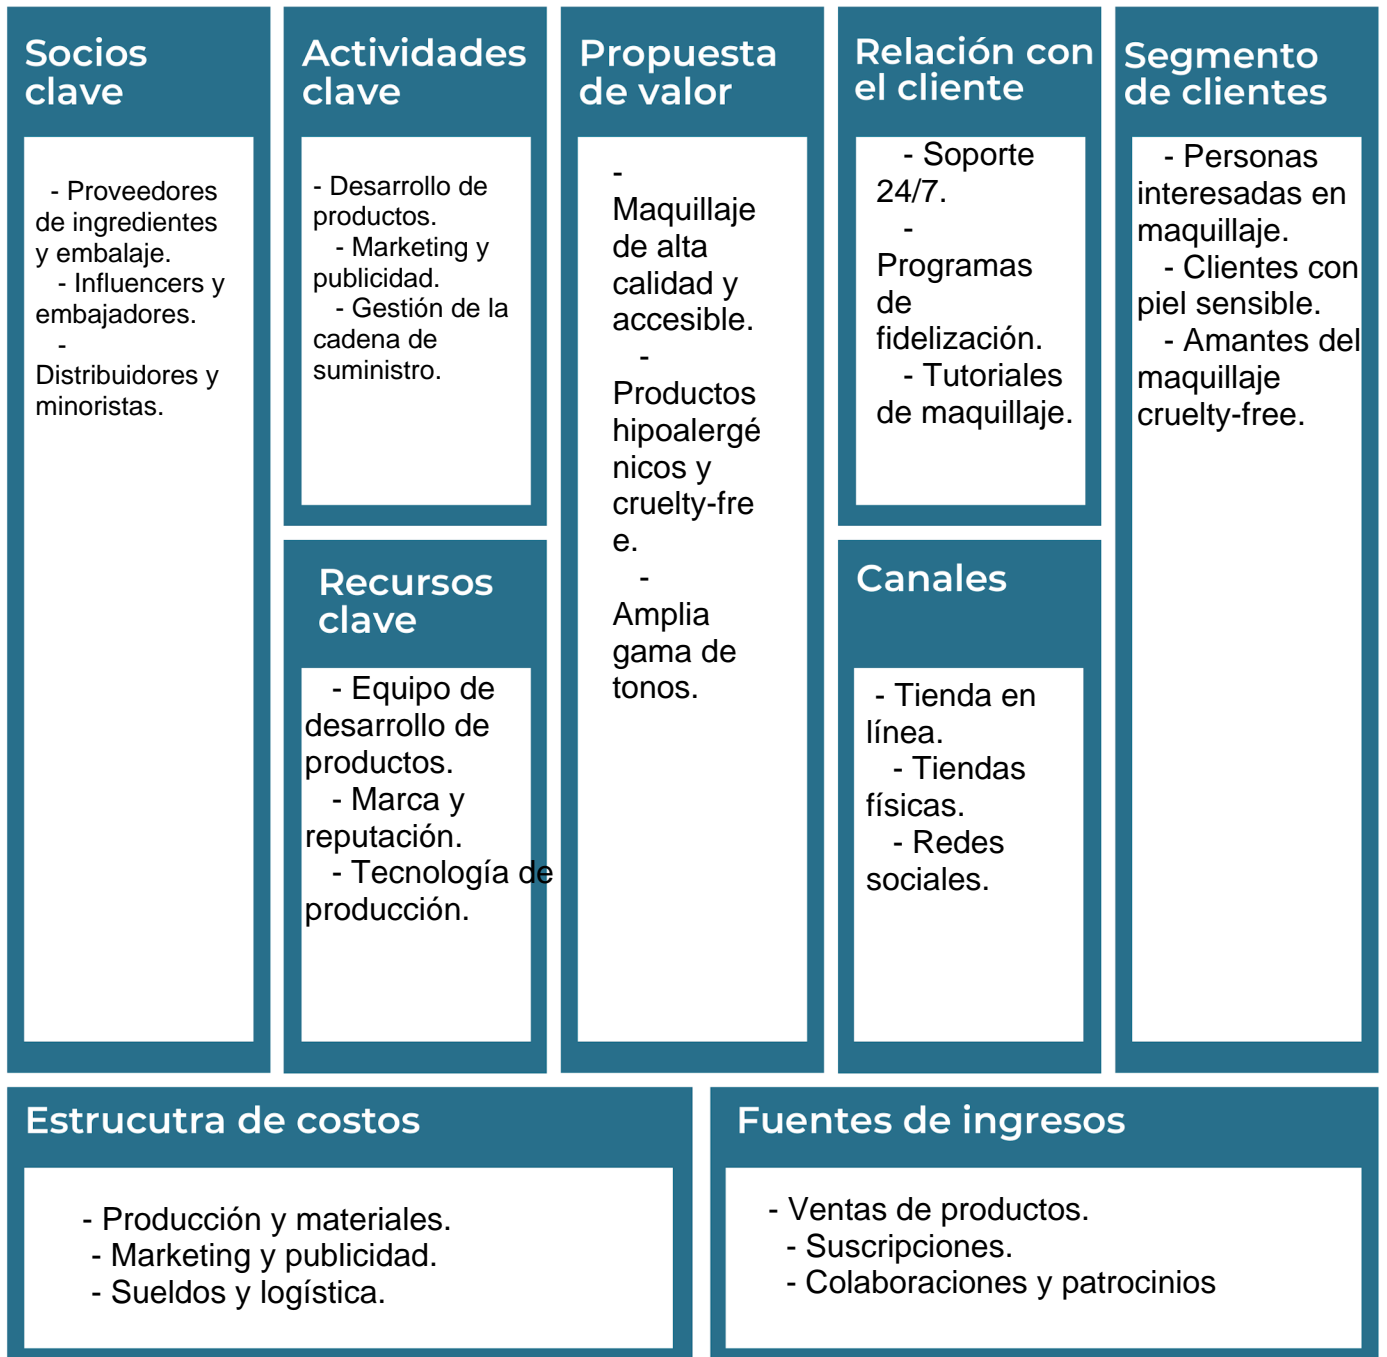 Socios
clave
- Proveedores
de ingredientes
y embalaje.
- Influencers y
embajadores.
-
Distribuidores y
minoristas.
Actividades
clave
- Desarrollo de
productos.
- Marketing y
publicidad.
- Gestión de la
cadena de
suministro.
Recursos
clave
- Equipo de
desarrollo de
productos.
- Marca y
reputación.
- Tecnología de
producción.
Propuesta
de valor
-
Maquillaje
de alta
calidad y
accesible.
-
Productos
hipoalergé
nicos y
cruelty-fre
e.
-
Amplia
gama de
tonos.
Relación con
el cliente
- Soporte
24/7.
-
Programas
de
fidelización.
- Tutoriales
de maquillaje.
Canales
- Tienda en
línea.
- Tiendas
físicas.
- Redes
sociales.
Segmento
de clientes
- Personas
interesadas en
maquillaje.
- Clientes con
piel sensible.
- Amantes del
maquillaje
cruelty-free.
Estrucutra de costos
- Producción y materiales.
- Marketing y publicidad.
- Sueldos y logística.
Fuentes de ingresos
- Ventas de productos.
- Suscripciones.
- Colaboraciones y patrocinios